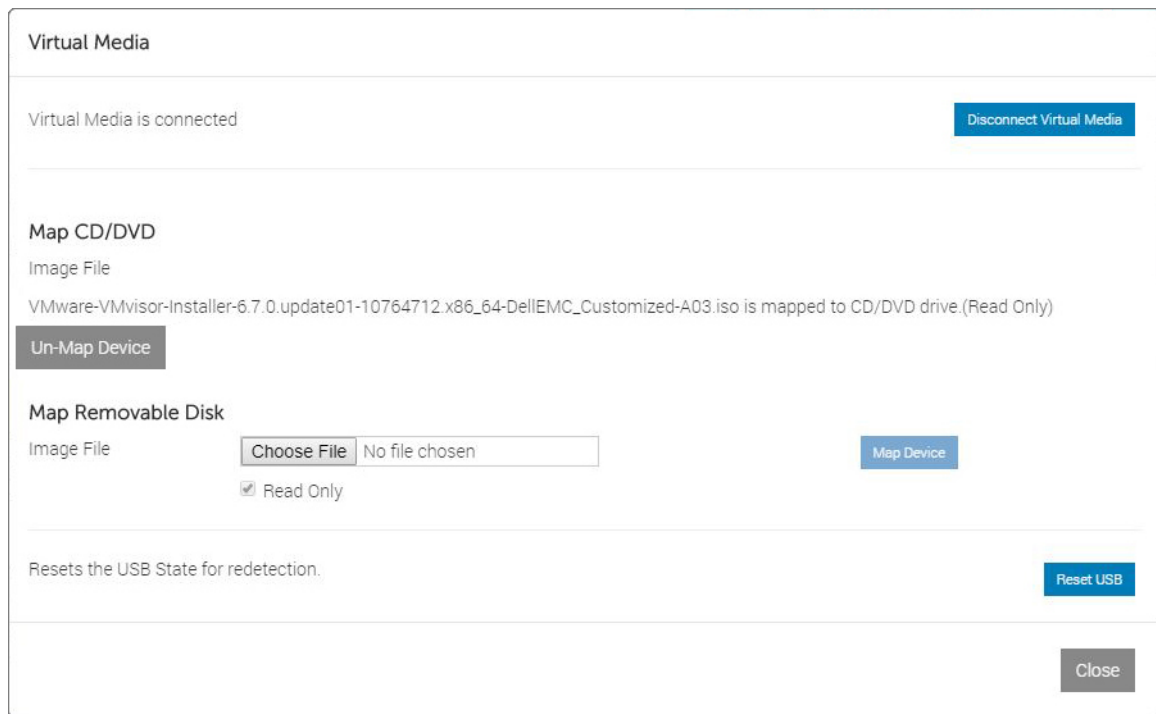 Virtual Media
Virtual Media is connected
Disconnect Virtual Media
Map CD/DVD
Image File
VMware-VMvisor-Installer-6.7.0.update01-10764712.x86_64-DellEMC_Customized-A03.iso is mapped to CD/DVD drive.(Read Only)
Un-Map Device
Map Removable Disk
Image File Choose File No file chosen Map Device
Read Only
Resets the USB State for redetection.
Reset USB
Close